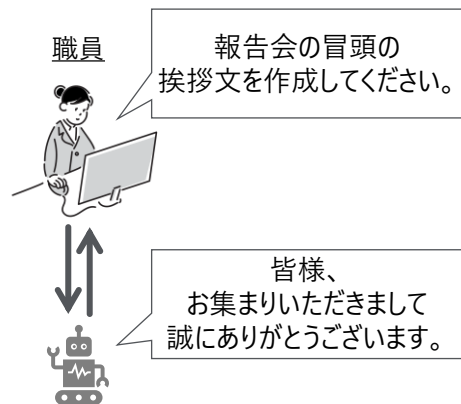 職員
報告会の冒頭の
挨拶文を作成してください。
皆様、
お集まりいただきまして
誠にありがとうございます。